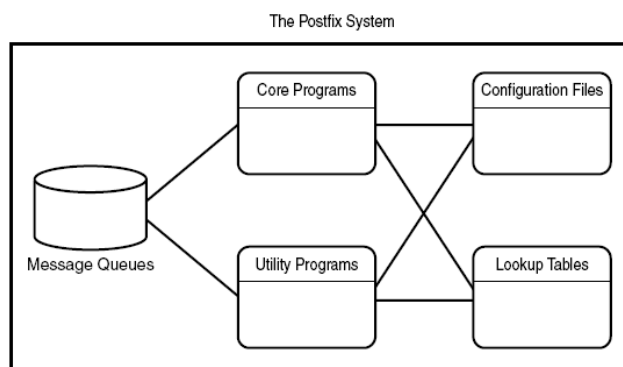 The Postfix System
Core Programs
Configuration Files
Message Queues
Utility Programs
Lookup Tables